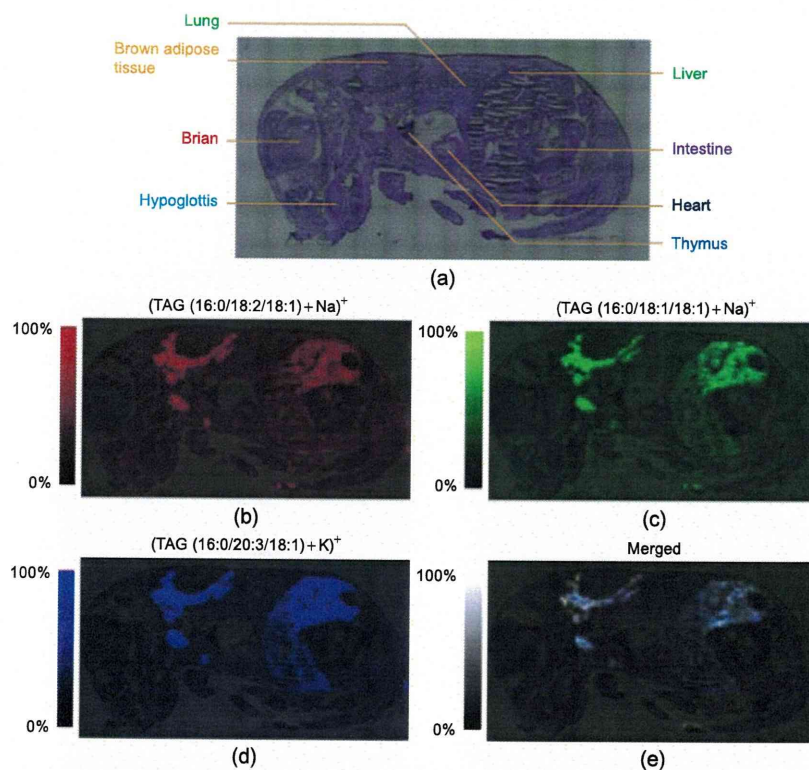 Lung
Brown adipose
tissue
Liver
Brian
Intestine
Hypoglottis
Heart
Thymus
(a)
(TAG (16:0/18:2/18:1)+Na)⁺
100%
0%
(b)
(TAG (16:0/18:1/18:1)+Na)⁺
100%
0%
(c)
(TAG (16:0/20:3/18:1)+K)⁺
100%
0%
(d)
Merged
100%
0%
(e)